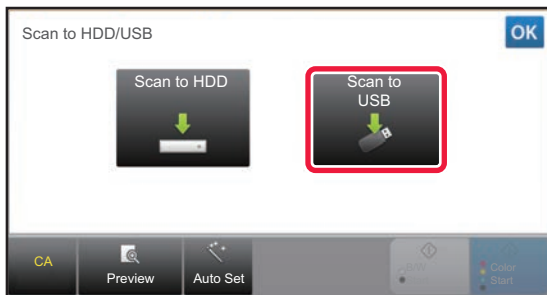 Scan to HDD/USB
OK
Scan to HDD
Scan to
USB
CA
Preview
Auto Set
B/W
Color
Start